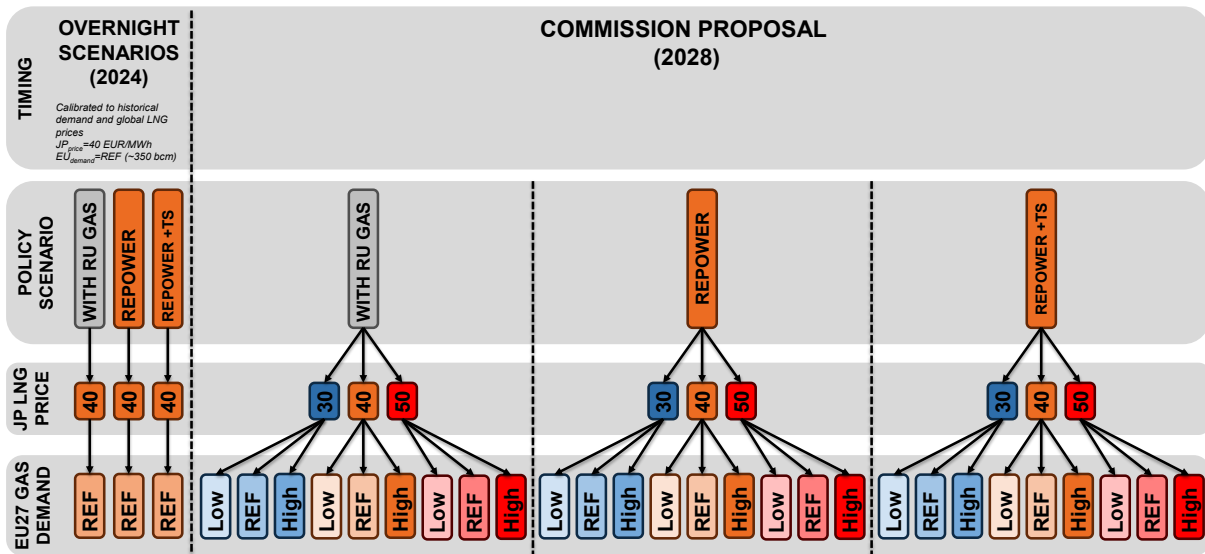 TIMING
OVERNIGHT
SCENARIOS
(2024)
Calibrated to historical
demand and global LNG
prices
JPprice=40 EUR/MWh
EUdemand=REF (~350 bcm)
COMMISSION PROPOSAL
(2028)
POLICY
SCENARIO
WITH RU GAS
REPOWER
REPOWER +TS
WITH RU GAS
REPOWER
REPOWER +TS
JP LNG
PRICE
40
40
40
30
40
50
30
40
50
30
40
50
EU27 GAS
DEMAND
REF
REF
REF
Low
REF
High
Low
REF
High
Low
REF
High
Low
REF
High
Low
REF
High
Low
REF
High
Low
REF
High
Low
REF
High
Low
REF
High